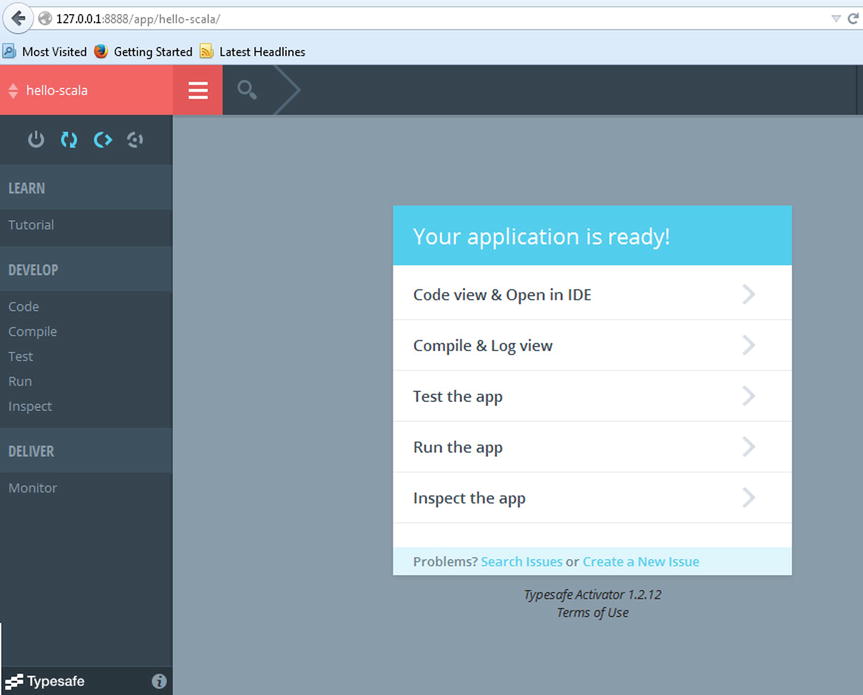 127.0.0.1:8888/app/hello-scala/
Most Visited Getting Started Latest Headlines
hello-scala
LEARN
Tutorial
DEVELOP
Code
Compile
Test
Run
Inspect
DELIVER
Monitor
Typesafe
Your application is ready!
Code view & Open in IDE
Compile & Log view
Test the app
Run the app
Inspect the app
Problems? Search Issues or Create a New Issue
Typesafe Activator 1.2.12
Terms of Use